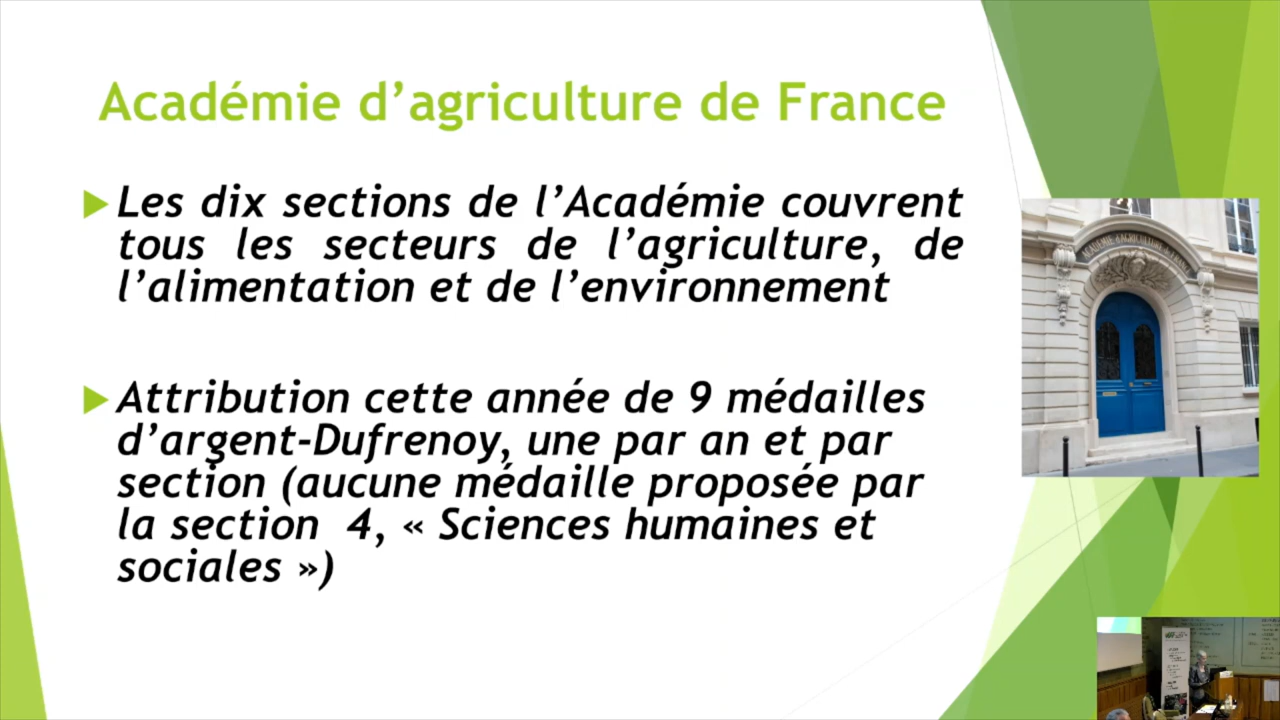 Académie d’agriculture de France
Les dix sections de l’Académie couvrent
tous les secteurs de l’agriculture, de
l’alimentation et de l’environnement
Attribution cette année de 9 médailles
d’argent-Dufrenoy, une par an et par
section (aucune médaille proposée par
la section 4, « Sciences humaines et
sociales »)